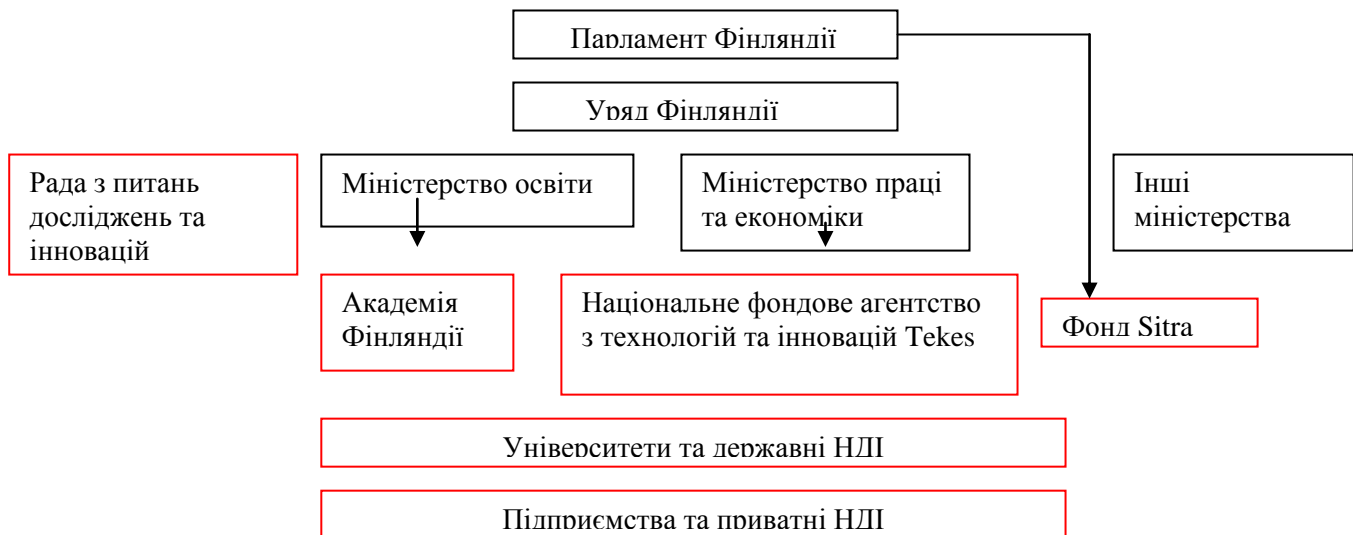 Парламент Фінляндії
Уряд Фінляндії
Рада з питань
досліджень та
інновацій
Міністерство освіти
Міністерство праці
та економіки
Інші
міністерства
Академія
Фінляндії
Національне фондове агентство
з технологій та інновацій Tekes
Фонд Sitra
Університети та державні НДІ
Підприємства та приватні НДІ